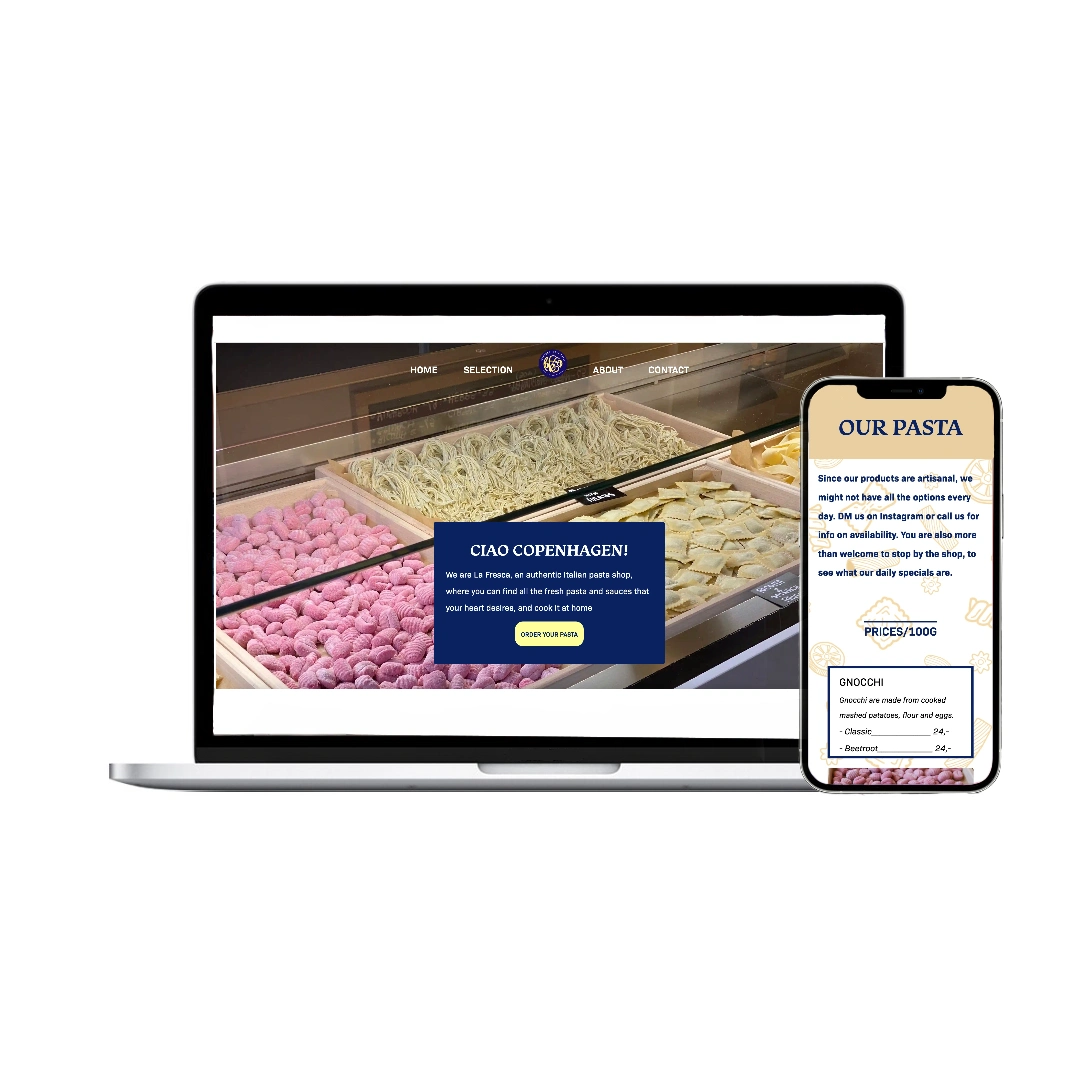 HOME SELECTION ABOUT CONTACT
CIAO COPENHAGEN!
We are La Fresca, an authentic Italian pasta shop,
where you can find all the fresh pasta and sauces that
your heart desires, and cook it at home
ORDER YOUR PASTA
OUR PASTA
Since our products are artisanal, we
might not have all the options every
day. DM us on Instagram or call us for
info on availability. You are also more
than welcome to stop by the shop, to
see what our daily specials are.
PRICES/100G
GNOCCHI
Gnocchi are made from cooked
mashed patatoes, flour and eggs.
- Classic______________ 24,-
- Beetroot_____________ 24,-